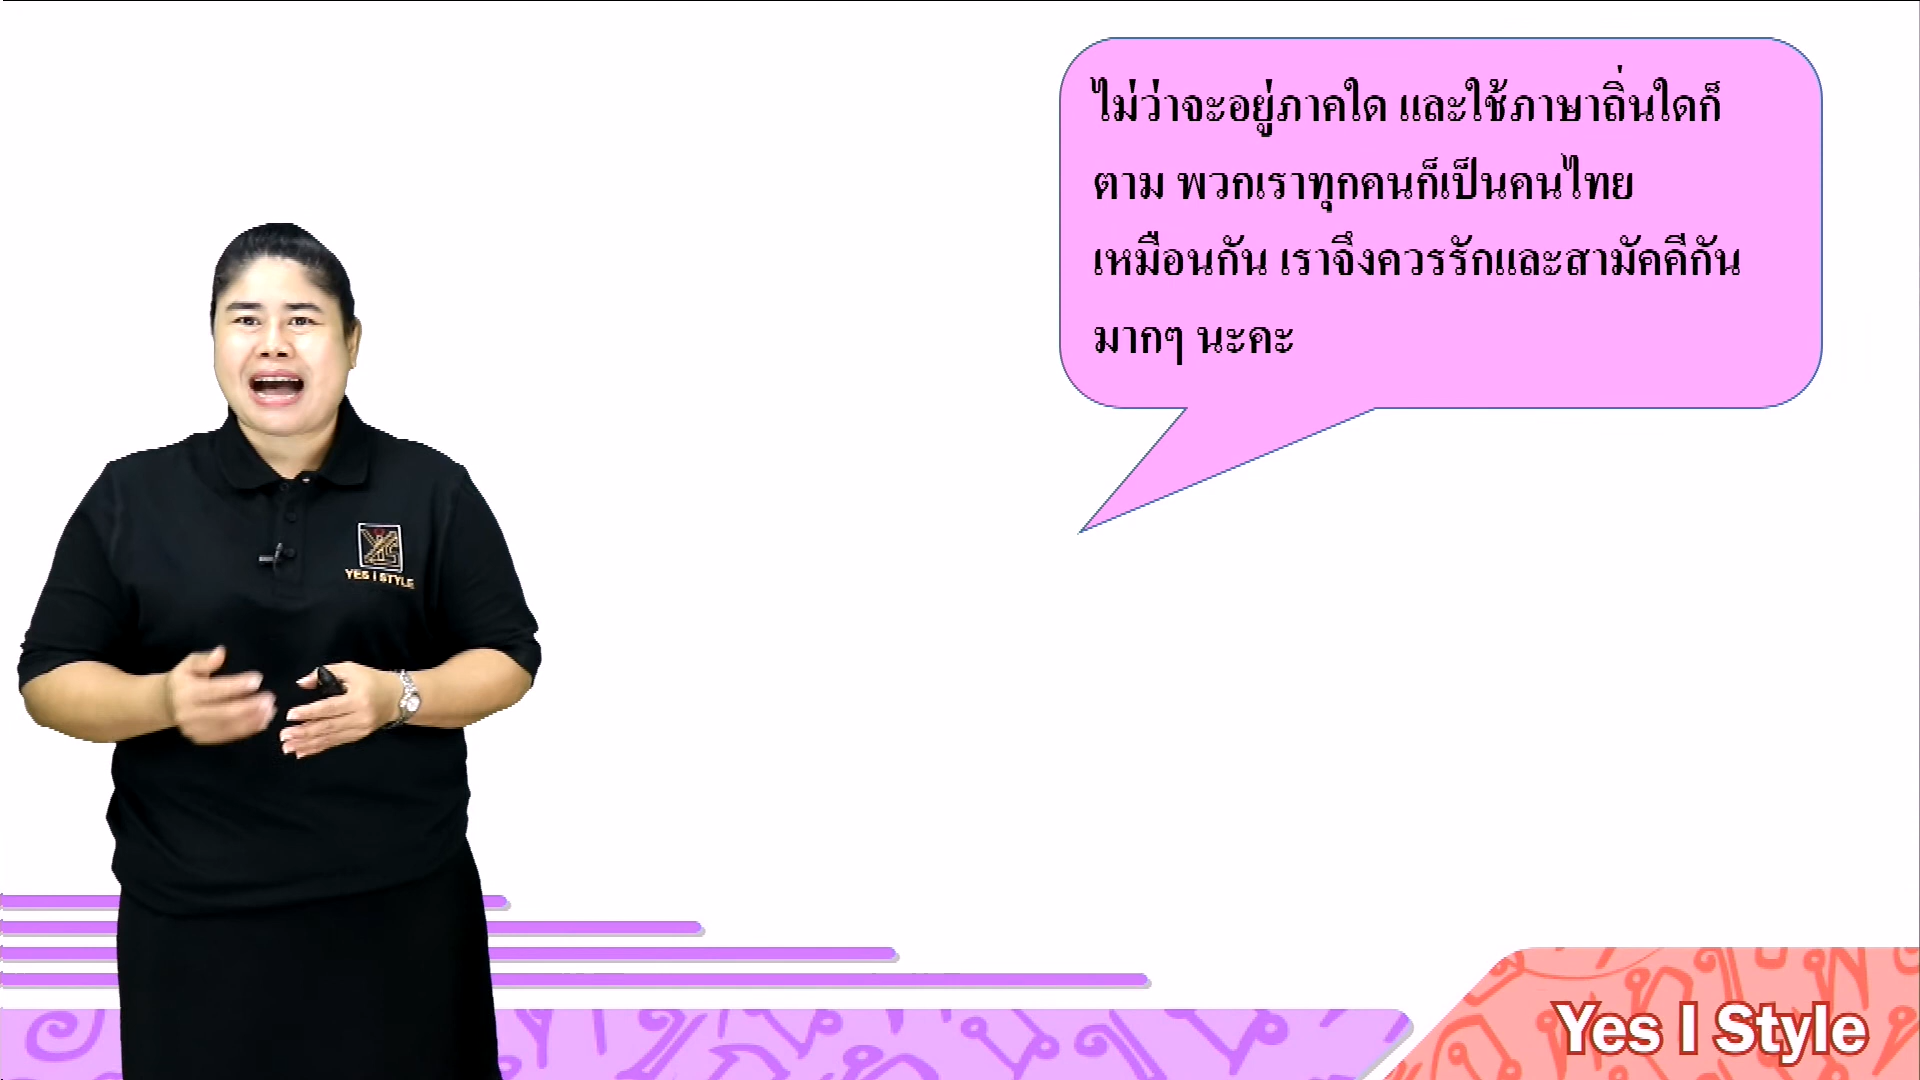 ไม่ว่าจะอยู่ภาคใด และใช้ภาษาถิ่นใดก็
ตาม พวกเราทุกคนก็เป็นคนไทย
เหมือนกัน เราจึงควรรักและสามัคคีกัน
มากๆ นะคะ
YES I STYLE
Yes I Style